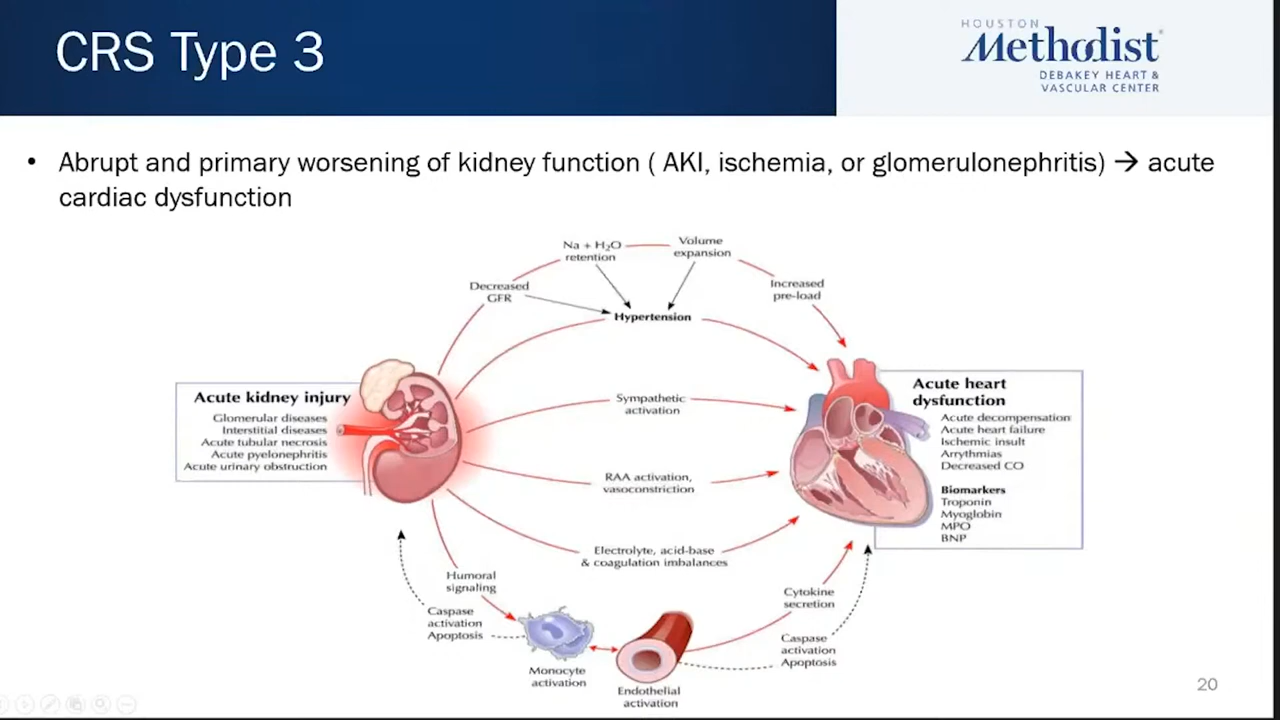 CRS Type 3
HOUSTON
Methodist
DEBAKEY HEART &
VASCULAR CENTER
• Abrupt and primary worsening of kidney function ( AKI, ischemia, or glomerulonephritis) → acute
cardiac dysfunction
Na + H₂O
retention
Volume
expansion
Decreased
GFR
Increased
pre-load
Hypertension
Acute kidney injury
Glomerular diseases
Interstitial diseases
Acute tubular necrosis
Acute pyelonephritis
Acute urinary obstruction
Sympathetic
activation
RAA activation,
vasoconstriction
Electrolyte, acid-base
& coagulation imbalances
Acute heart
dysfunction
Acute decompensation
Acute heart failure
Ischemic insult
Arrythmias
Decreased CO
Biomarkers
Troponin
Myoglobin
MPO
BNP
Humoral
signaling
Caspase
activation
Apoptosis
Monocyte
activation
Endothelial
activation
Cytokine
secretion
Caspase
activation
Apoptosis
20